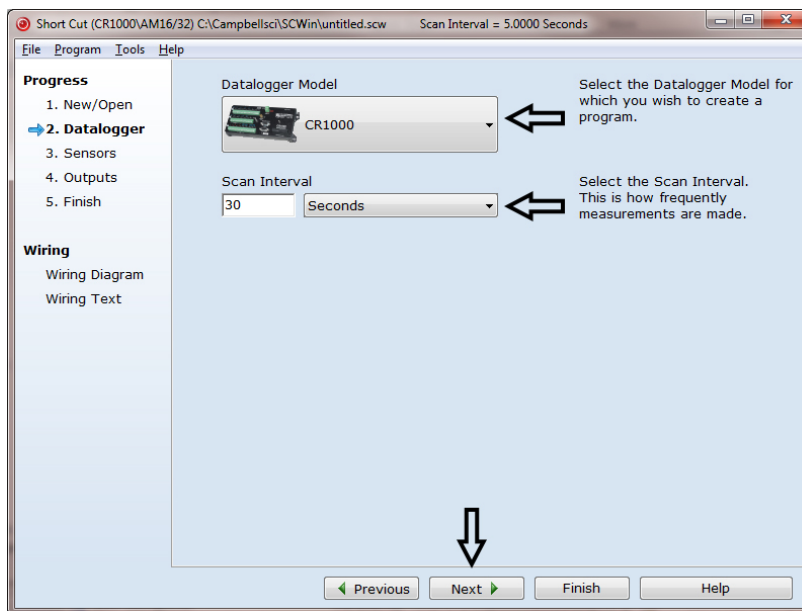 Short Cut (CR1000\AM16/32) C:\Campbellsci\SCWin\untitled.scw Scan Interval = 5.0000 Seconds
File Program Tools Help
Progress
1. New/Open
2. Datalogger
3. Sensors
4. Outputs
5. Finish
Wiring
Wiring Diagram
Wiring Text
Datalogger Model
CR1000
Select the Datalogger Model for
which you wish to create a
program.
Scan Interval
30
Seconds
Select the Scan Interval.
This is how frequently
measurements are made.
Previous
Next
Finish
Help